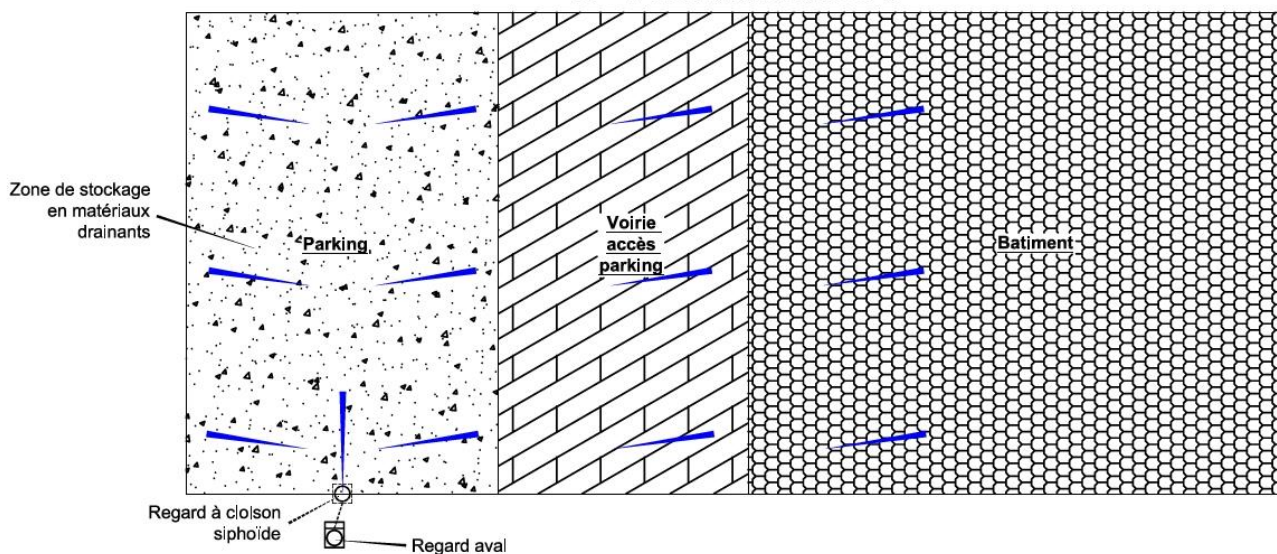 Zone de stockage
en matériaux
drainants
Parking
Voirie
accès
parking
Batiment
Regard à cloison
siphoïde
Regard aval